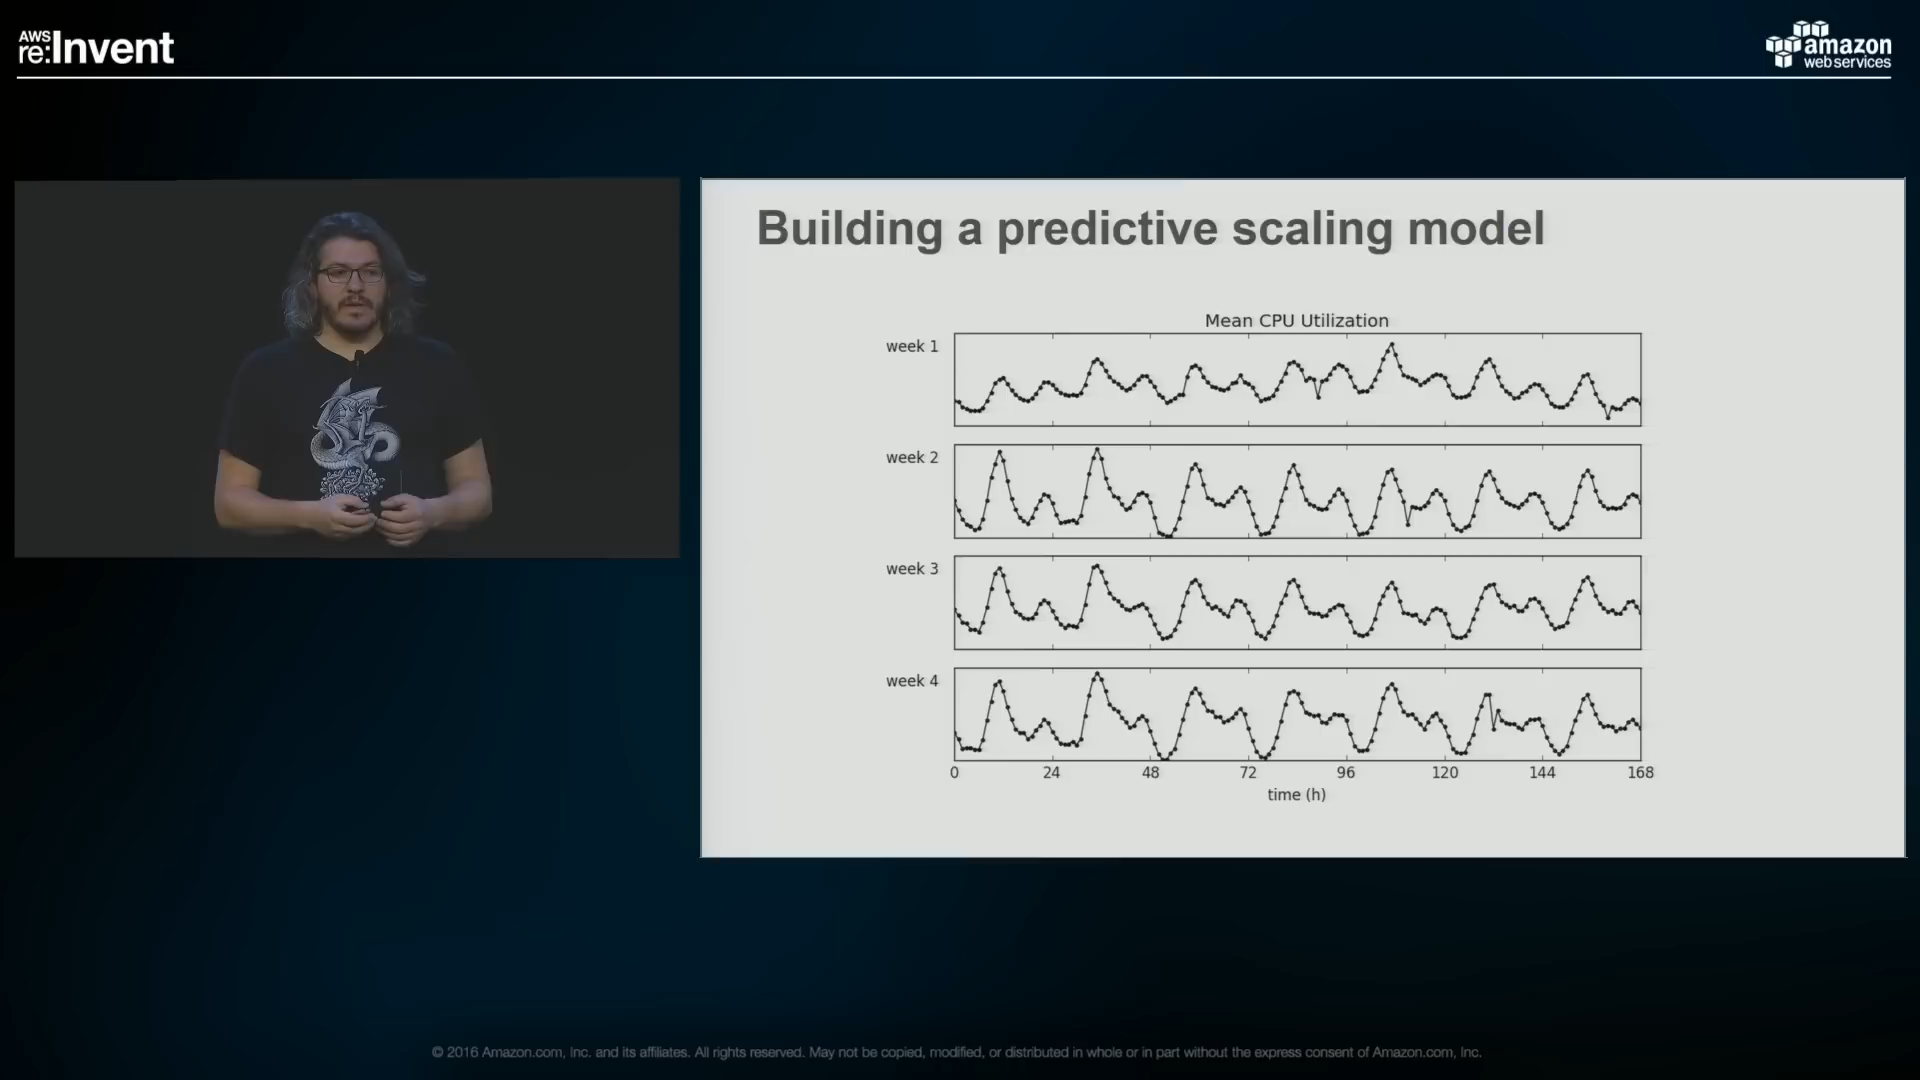 AWS
re:Invent
amazon
web services
Building a predictive scaling model
Mean CPU Utilization
week 1
week 2
week 3
week 4
0 24 48 72 96 120 144 168
time (h)
© 2016 Amazon.com, Inc. and its affiliates. All rights reserved. May not be copied, modified, or distributed in whole or in part without the express consent of Amazon.com, Inc.